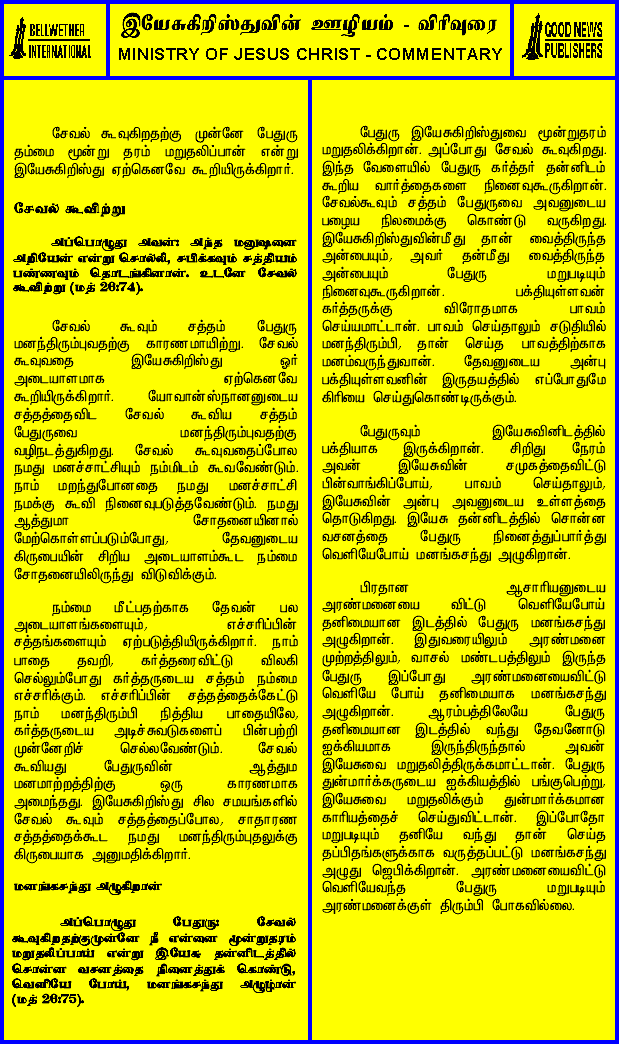 BELLWETHER
INTERNATIONAL
இயேசுகிறிஸ்துவின் ஊழியம் - விரிவுரை
MINISTRY OF JESUS CHRIST - COMMENTARY
GOOD NEWS
PUBLISHERS
சேவல் கூவுகிறதற்கு முன்னே பேதுரு
தம்மை மூன்று தரம் மறுதலிப்பான் என்று
இயேசுகிறிஸ்து ஏற்கெனவே கூறியிருக்கிறார்.
சேவல் கூவிற்று
அப்பொழுது அவன்: அந்த மனுஷனை
அறியேன் என்று சொல்லி, சபிக்கவும் சத்தியம்
பண்ணவும் தொடங்கினான். உடனே சேவல்
கூவிற்று (மத் 26:74).
சேவல் கூவும் சத்தம் பேதுரு
மனந்திரும்புவதற்கு காரணமாயிற்று. சேவல்
கூவுவதை இயேசுகிறிஸ்து ஓர்
அடையாளமாக ஏற்கெனவே
கூறியிருக்கிறார். யோவான்ஸ்நானனுடைய
சத்தத்தைவிட சேவல் கூவிய சத்தம்
பேதுருவை மனந்திரும்புவதற்கு
வழிநடத்துகிறது. சேவல் கூவுவதைப்போல
நமது மனச்சாட்சியும் நம்மிடம் கூவவேண்டும்.
நாம் மறந்துபோனதை நமது மனச்சாட்சி
நமக்கு கூவி நினைவுபடுத்தவேண்டும். நமது
ஆத்துமா சோதனையினால்
மேற்கொள்ளப்படும்போது, தேவனுடைய
கிருபையின் சிறிய அடையாளம்கூட நம்மை
சோதனையிலிருந்து விடுவிக்கும்.
நம்மை மீட்பதற்காக தேவன் பல
அடையாளங்களையும், எச்சரிப்பின்
சத்தங்களையும் ஏற்படுத்தியிருக்கிறார். நாம்
பாதை தவறி, கர்த்தரைவிட்டு விலகி
செல்லும்போது கர்த்தருடைய சத்தம் நம்மை
எச்சரிக்கும். எச்சரிப்பின் சத்தத்தைக்கேட்டு
நாம் மனந்திரும்பி நித்திய பாதையிலே,
கர்த்தருடைய அடிச்சுவடுகளைப் பின்பற்றி
முன்னேறிச் செல்லவேண்டும். சேவல்
கூவியது பேதுருவின் ஆத்தும
மனமாற்றத்திற்கு ஒரு காரணமாக
அமைந்தது. இயேசுகிறிஸ்து சில சமயங்களில்
சேவல் கூவும் சத்தத்தைப்போல, சாதாரண
சத்தத்தைக்கூட நமது மனந்திரும்புதலுக்கு
கிருபையாக அனுமதிக்கிறார்.
மனங்கசந்து அழுகிறான்
அப்பொழுது பேதுரு: சேவல்
கூவுகிறதற்குமுன்னே நீ என்னை மூன்றுதரம்
மறுதலிப்பாய் என்று இயேசு தன்னிடத்தில்
சொன்ன வசனத்தை நினைத்துக் கொண்டு,
வெளியே போய், மனங்கசந்து அழுதான்
(மத் 26:75).
பேதுரு இயேசுகிறிஸ்துவை மூன்றுதரம்
மறுதலிக்கிறான். அப்போது சேவல் கூவுகிறது.
இந்த வேளையில் பேதுரு கர்த்தர் தன்னிடம்
கூறிய வார்த்தைகளை நினைவுகூருகிறான்.
சேவல்கூவும் சத்தம் பேதுருவை அவனுடைய
பழைய நிலமைக்கு கொண்டு வருகிறது.
இயேசுகிறிஸ்துவின்மீது தான் வைத்திருந்த
அன்பையும், அவர் தன்மீது வைத்திருந்த
அன்பையும் பேதுரு மறுபடியும்
நினைவுகூருகிறான். பக்தியுள்ளவன்
கர்த்தருக்கு விரோதமாக பாவம்
செய்யமாட்டான். பாவம் செய்தாலும் சடுதியில்
மனந்திரும்பி, தான் செய்த பாவத்திற்காக
மனம்வருந்துவான். தேவனுடைய அன்பு
பக்தியுள்ளவனின் இருதயத்தில் எப்போதுமே
கிரியை செய்துகொண்டிருக்கும்.
பேதுருவும் இயேசுவினிடத்தில்
பக்தியாக இருக்கிறான். சிறிது நேரம்
அவன் இயேசுவின் சமுகத்தைவிட்டு
பின்வாங்கிப்போய், பாவம் செய்தாலும்,
இயேசுவின் அன்பு அவனுடைய உள்ளத்தை
தொடுகிறது. இயேசு தன்னிடத்தில் சொன்ன
வசனத்தை பேதுரு நினைத்துப்பார்த்து
வெளியேபோய் மனங்கசந்து அழுகிறான்.
பிரதான ஆசாரியனுடைய
அரண்மனையை விட்டு வெளியேபோய்
தனிமையான இடத்தில் பேதுரு மனங்கசந்து
அழுகிறான். இதுவரையிலும் அரண்மனை
முற்றத்திலும், வாசல் மண்டபத்திலும் இருந்த
பேதுரு இப்போது அரண்மனையைவிட்டு
வெளியே போய் தனிமையாக மனங்கசந்து
அழுகிறான். ஆரம்பத்திலேயே பேதுரு
தனிமையான இடத்தில் வந்து தேவனோடு
ஐக்கியமாக இருந்திருந்தால் அவன்
இயேசுவை மறுதலித்திருக்கமாட்டான். பேதுரு
துன்மார்க்கருடைய ஐக்கியத்தில் பங்குபெற்று,
இயேசுவை மறுதலிக்கும் துன்மார்க்கமான
காரியத்தைச் செய்துவிட்டான். இப்போதோ
மறுபடியும் தனியே வந்து தான் செய்த
தப்பிதங்களுக்காக வருத்தப்பட்டு மனங்கசந்து
அழுது ஜெபிக்கிறான். அரண்மனையைவிட்டு
வெளியேவந்த பேதுரு மறுபடியும்
அரண்மனைக்குள் திரும்பி போகவில்லை.